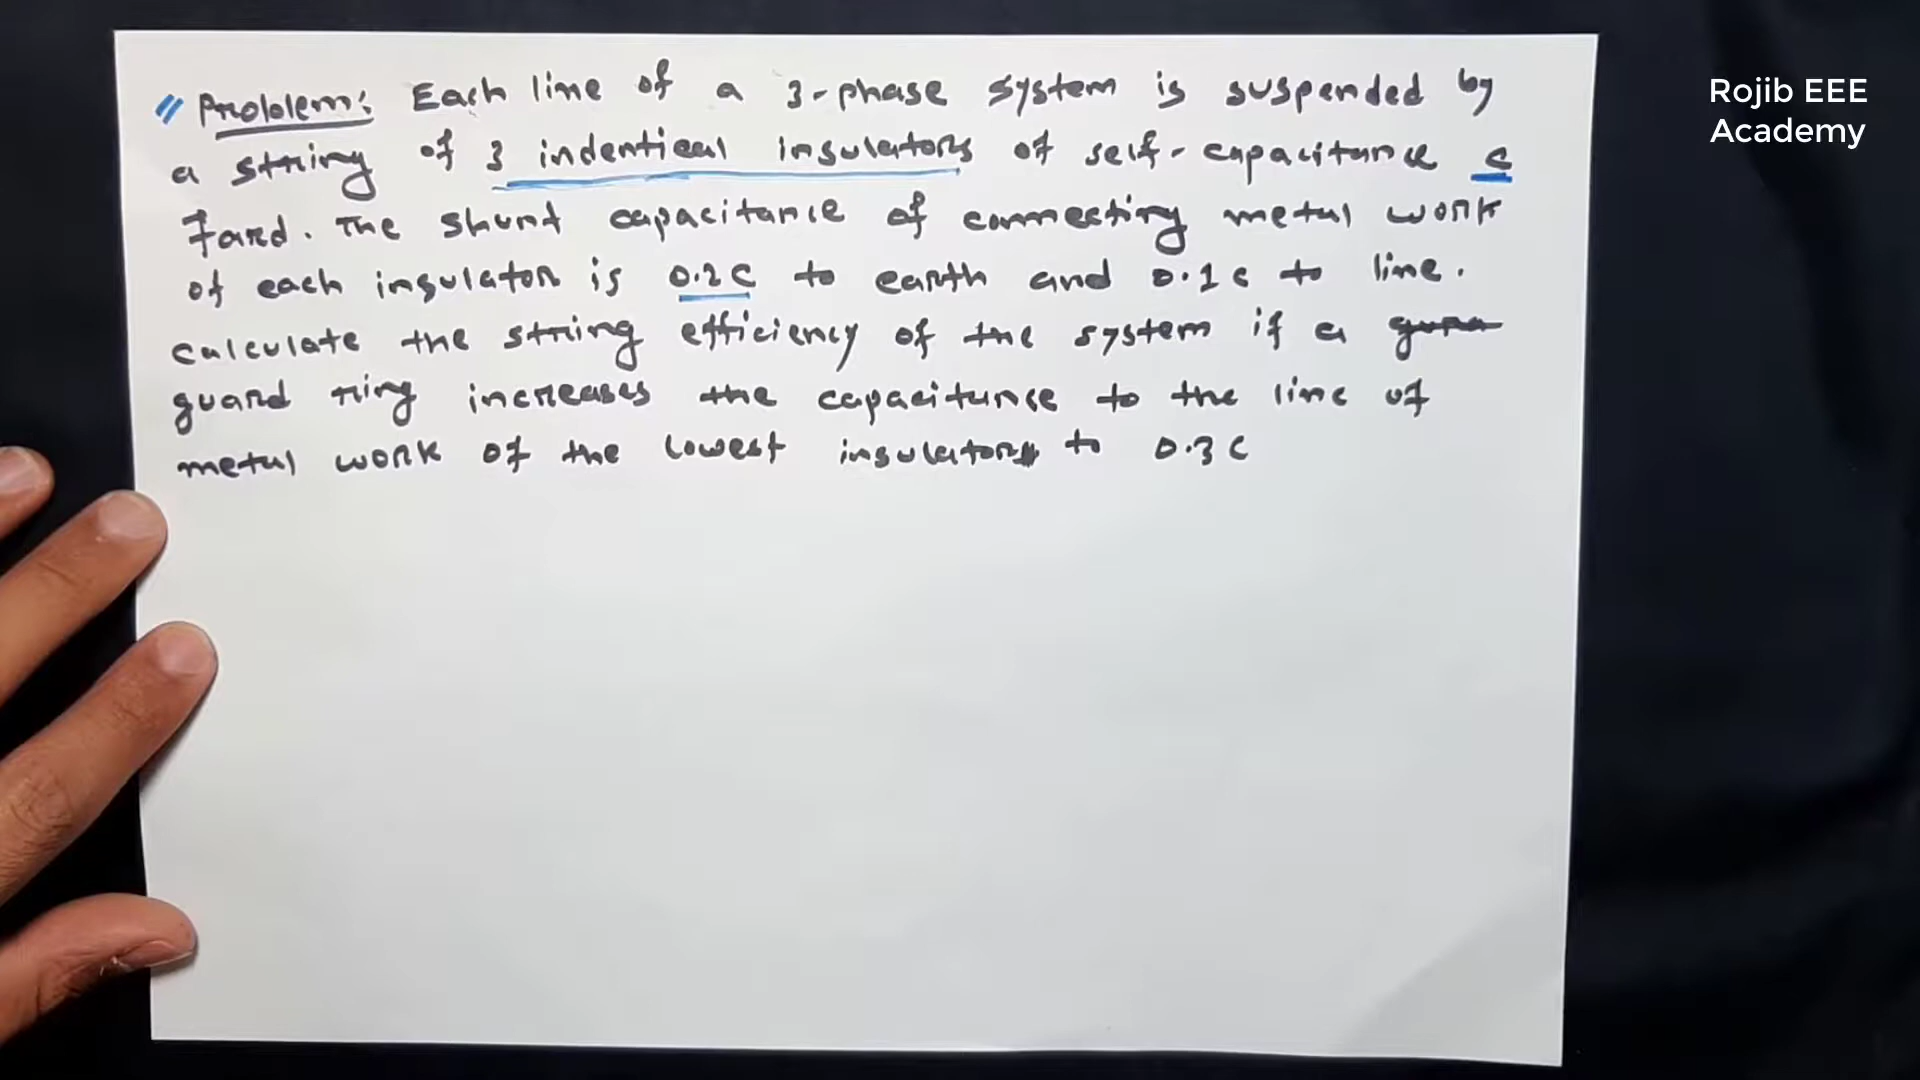 Problem: Each line of a 3-phase system is suspended by
a string of 3 indentical insulators of self-capacitance C
farad. The shunt capacitance of connecting metal work
of each insulator is 0.2C to earth and 0.1C to line.
calculate the string efficiency of the system if a
guard ring increases the capacitance to the line of
metal work of the lowest insulator to 0.3C
Rojib EEE
Academy